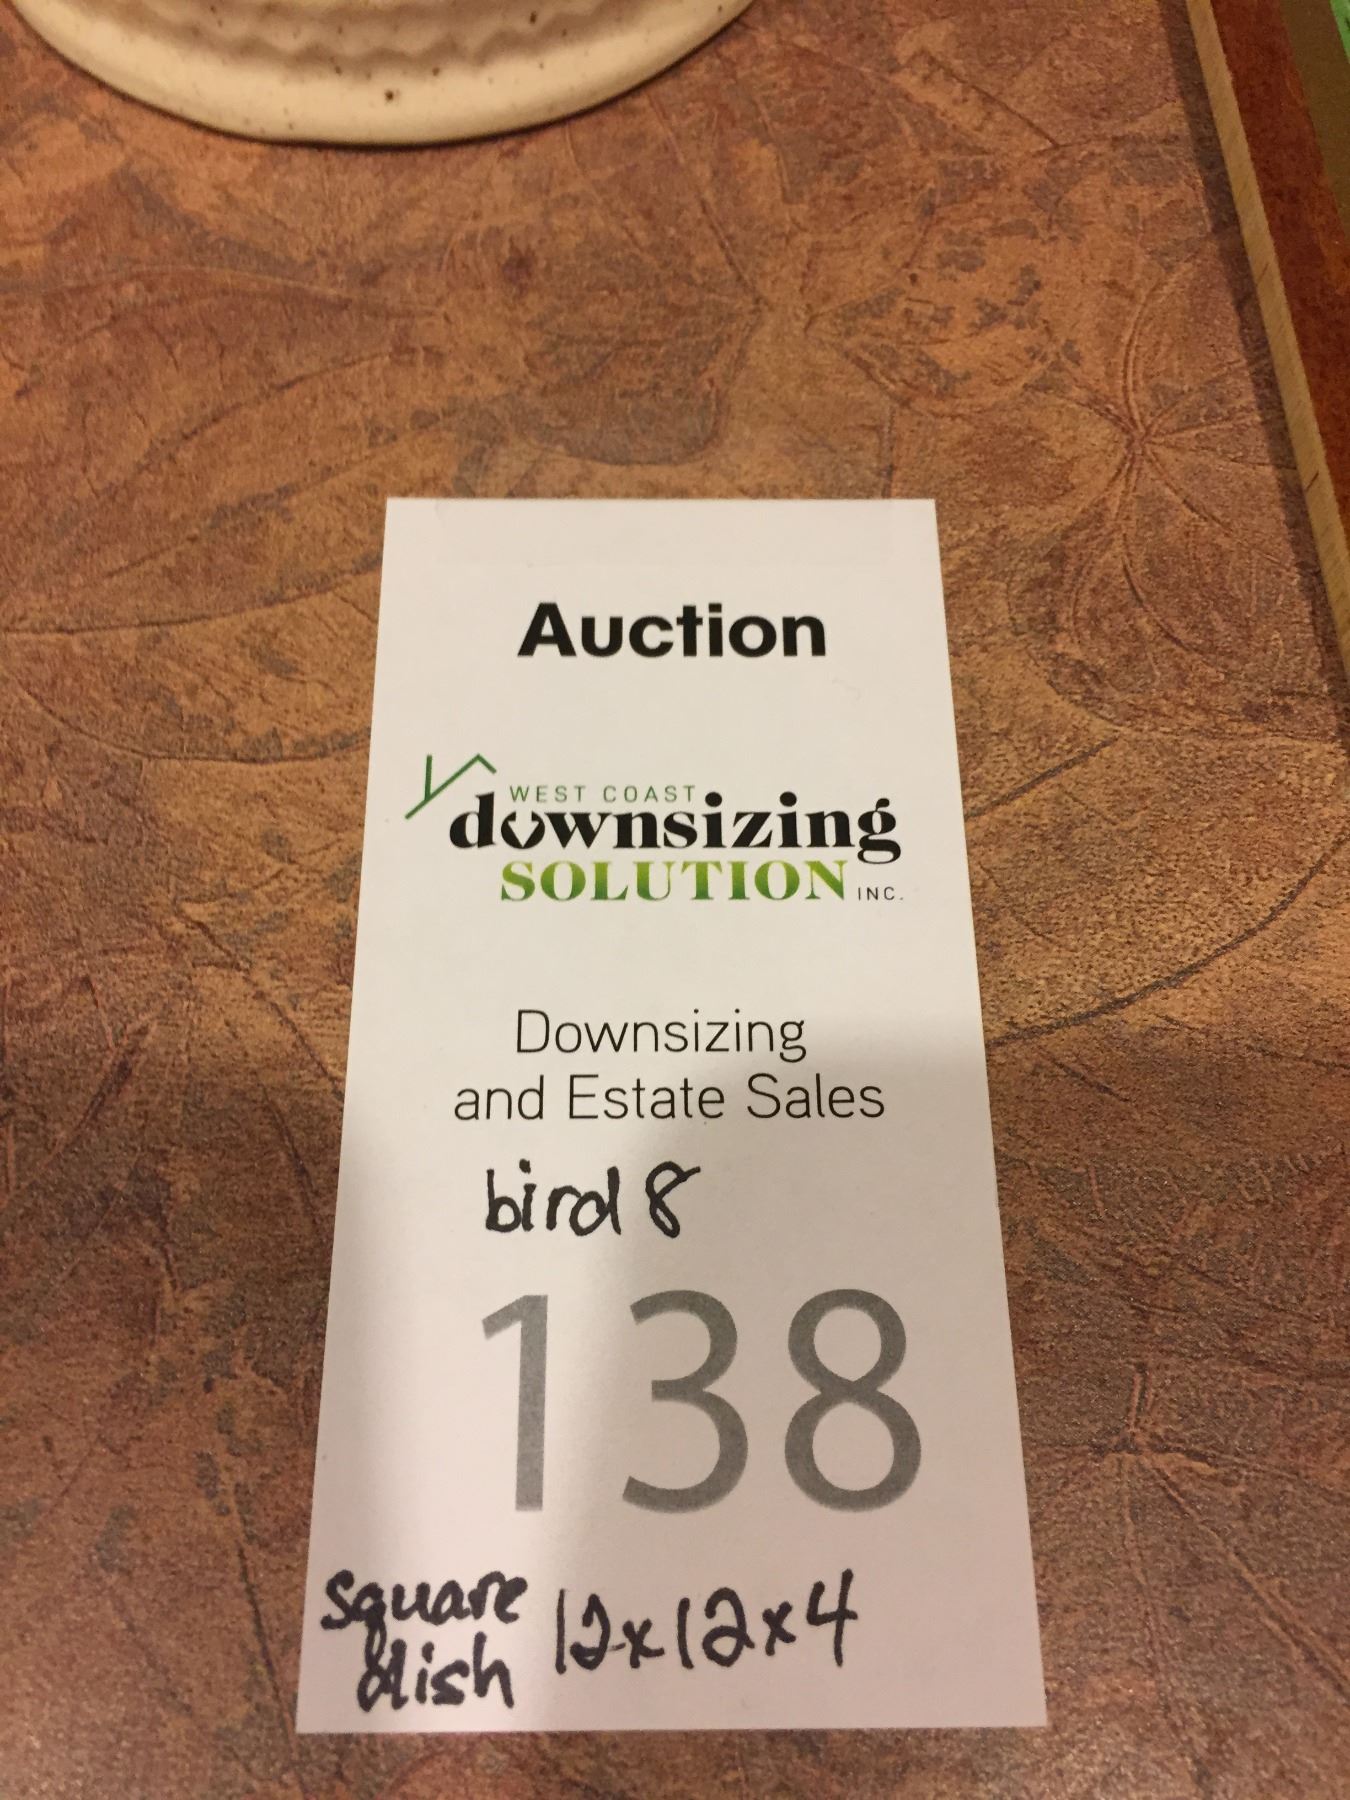 Auction
WEST COAST
downsizing
SOLUTION INC.
Downsizing
and Estate Sales
bird 8
138
square 12x12x4
dish